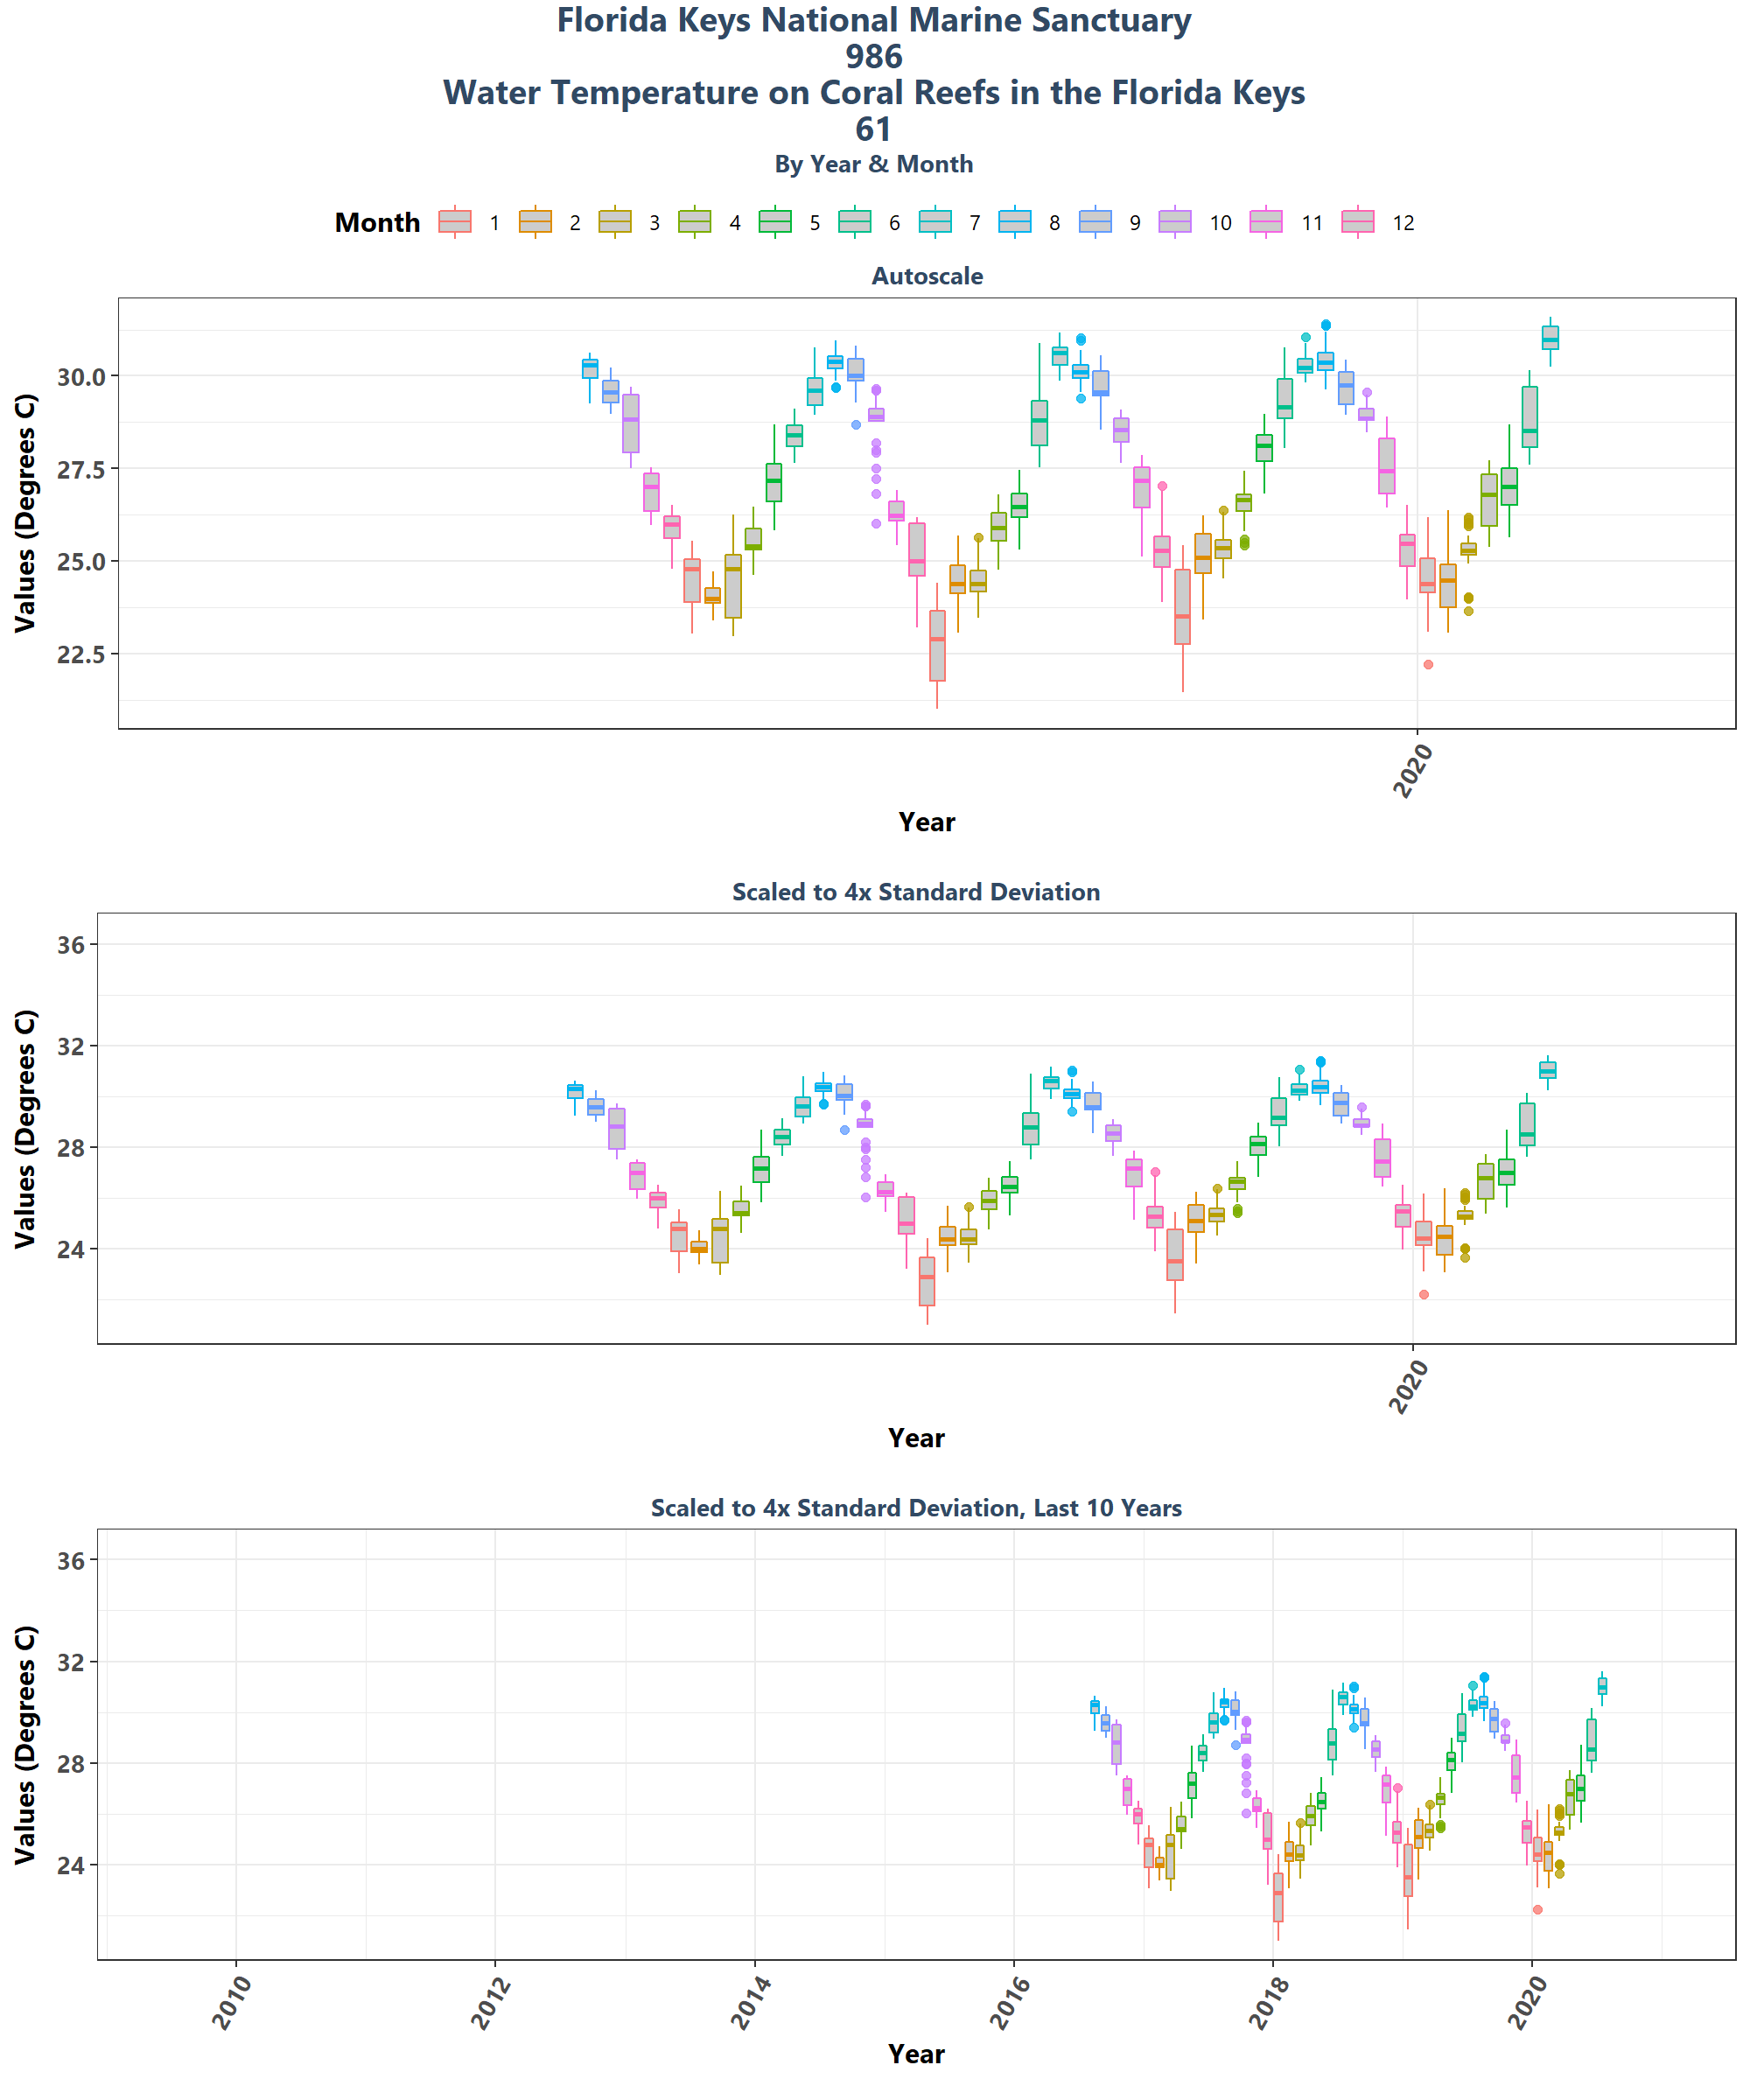 Florida Keys National Marine Sanctuary
986
Water Temperature on Coral Reefs in the Florida Keys
61
By Year & Month
Month 1 2 3 4 5 6 7 8 9 10 11 12
Autoscale
Values (Degrees C)
30.0
27.5
25.0
22.5
2020
Year
Scaled to 4x Standard Deviation
Values (Degrees C)
36
32
28
24
2020
Year
Scaled to 4x Standard Deviation, Last 10 Years
Values (Degrees C)
36
32
28
24
2010 2012 2014 2016 2018 2020
Year